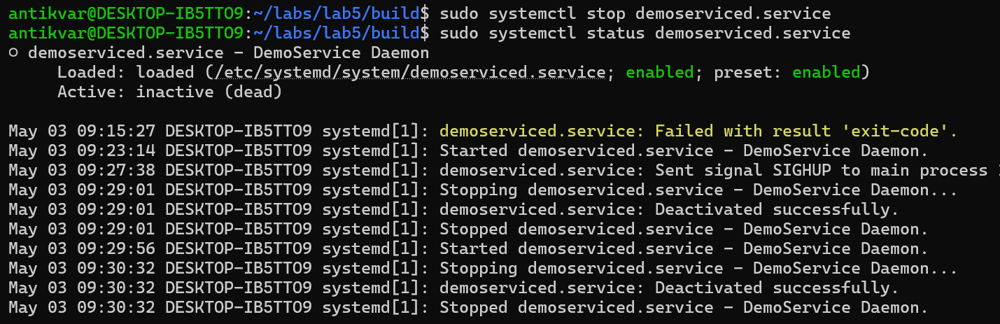 antikvar@DESKTOP-IB5TTO9:~/labs/lab5/build$ sudo systemctl stop demoserviced.service
antikvar@DESKTOP-IB5TTO9:~/labs/lab5/build$ sudo systemctl status demoserviced.service
○ demoserviced.service - DemoService Daemon
     Loaded: loaded (/etc/systemd/system/demoserviced.service; enabled; preset: enabled)
     Active: inactive (dead)

May 03 09:15:27 DESKTOP-IB5TTO9 systemd[1]: demoserviced.service: Failed with result 'exit-code'.
May 03 09:23:14 DESKTOP-IB5TTO9 systemd[1]: Started demoserviced.service - DemoService Daemon.
May 03 09:27:38 DESKTOP-IB5TTO9 systemd[1]: demoserviced.service: Sent signal SIGHUP to main process
May 03 09:29:01 DESKTOP-IB5TTO9 systemd[1]: Stopping demoserviced.service - DemoService Daemon...
May 03 09:29:01 DESKTOP-IB5TTO9 systemd[1]: demoserviced.service: Deactivated successfully.
May 03 09:29:01 DESKTOP-IB5TTO9 systemd[1]: Stopped demoserviced.service - DemoService Daemon.
May 03 09:29:56 DESKTOP-IB5TTO9 systemd[1]: Started demoserviced.service - DemoService Daemon.
May 03 09:30:32 DESKTOP-IB5TTO9 systemd[1]: Stopping demoserviced.service - DemoService Daemon...
May 03 09:30:32 DESKTOP-IB5TTO9 systemd[1]: demoserviced.service: Deactivated successfully.
May 03 09:30:32 DESKTOP-IB5TTO9 systemd[1]: Stopped demoserviced.service - DemoService Daemon.